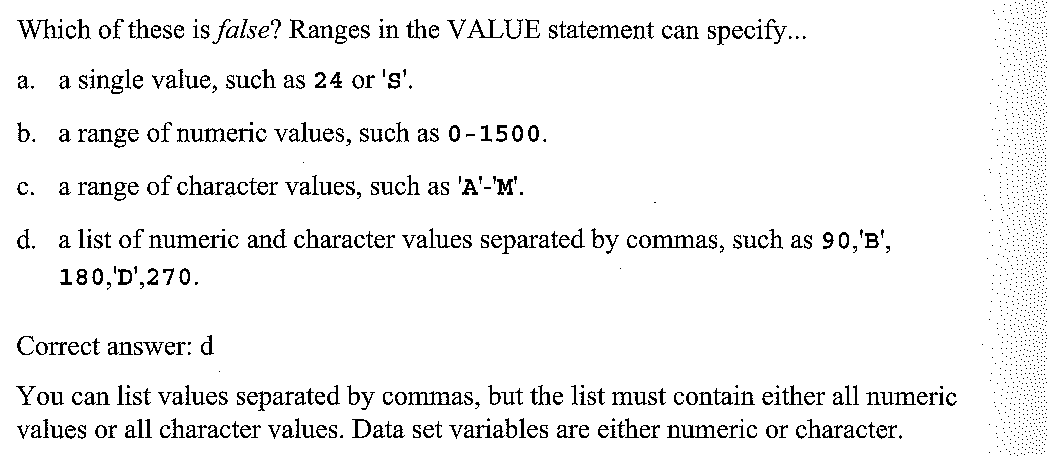 Which of these is false? Ranges in the VALUE statement can specify...
a. a single value, such as 24 or 'S'.
b. a range of numeric values, such as 0-1500.
c. a range of character values, such as 'A'-'M'.
d. a list of numeric and character values separated by commas, such as 90,'B',
180,'D',270.
Correct answer: d
You can list values separated by commas, but the list must contain either all numeric
values or all character values. Data set variables are either numeric or character.